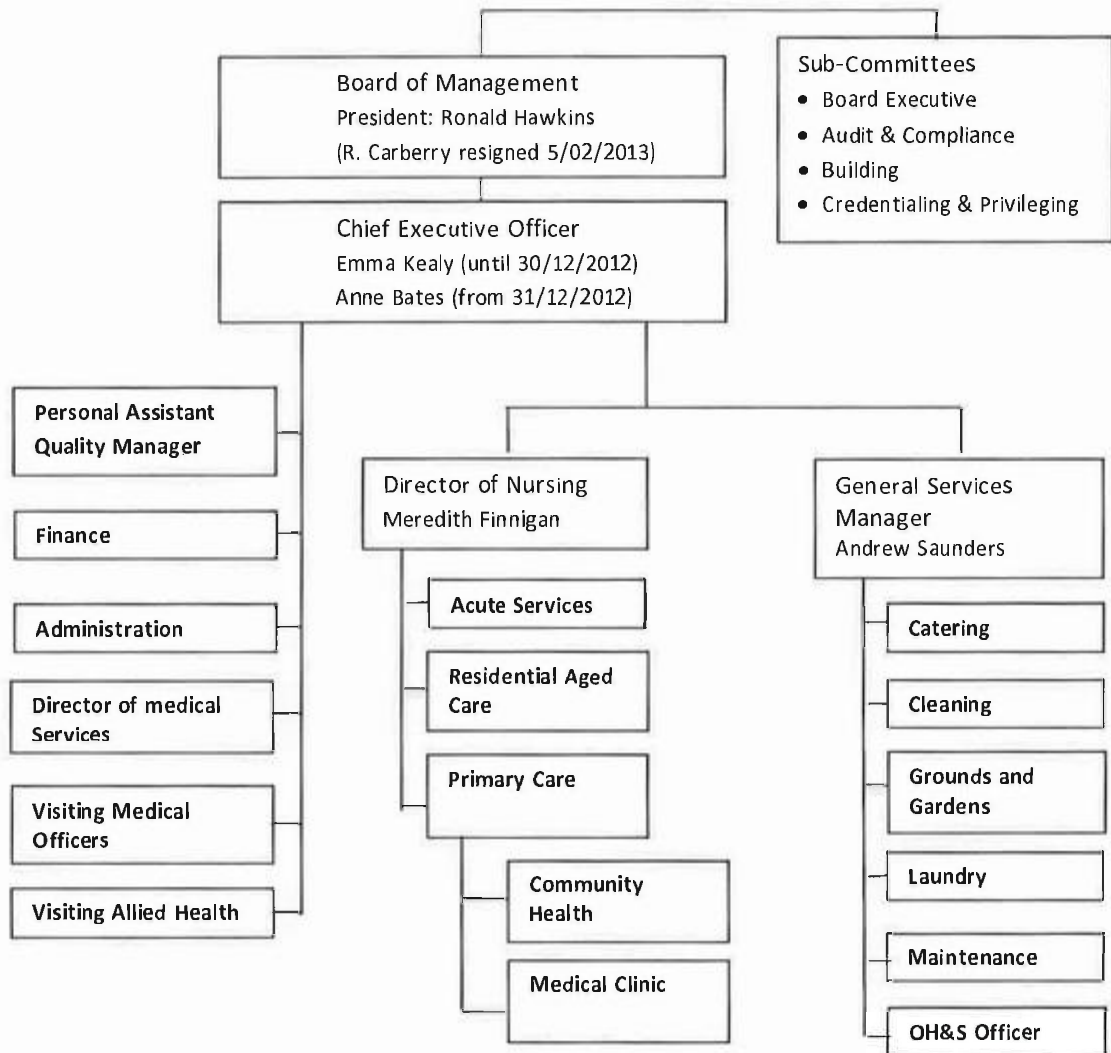 Board of Management
President: Ronald Hawkins
(R. Carberry resigned 5/02/2013)
Sub-Committees
• Board Executive
• Audit & Compliance
• Building
• Credentialing & Privileging
Chief Executive Officer
Emma Kealy (until 30/12/2012)
Anne Bates (from 31/12/2012)
Personal Assistant
Quality Manager
Finance
Administration
Director of medical
Services
Visiting Medical
Officers
Visiting Allied Health
Director of Nursing
Meredith Finnigan
Acute Services
Residential Aged
Care
Primary Care
Community
Health
Medical Clinic
General Services
Manager
Andrew Saunders
Catering
Cleaning
Grounds and
Gardens
Laundry
Maintenance
OH&S Officer